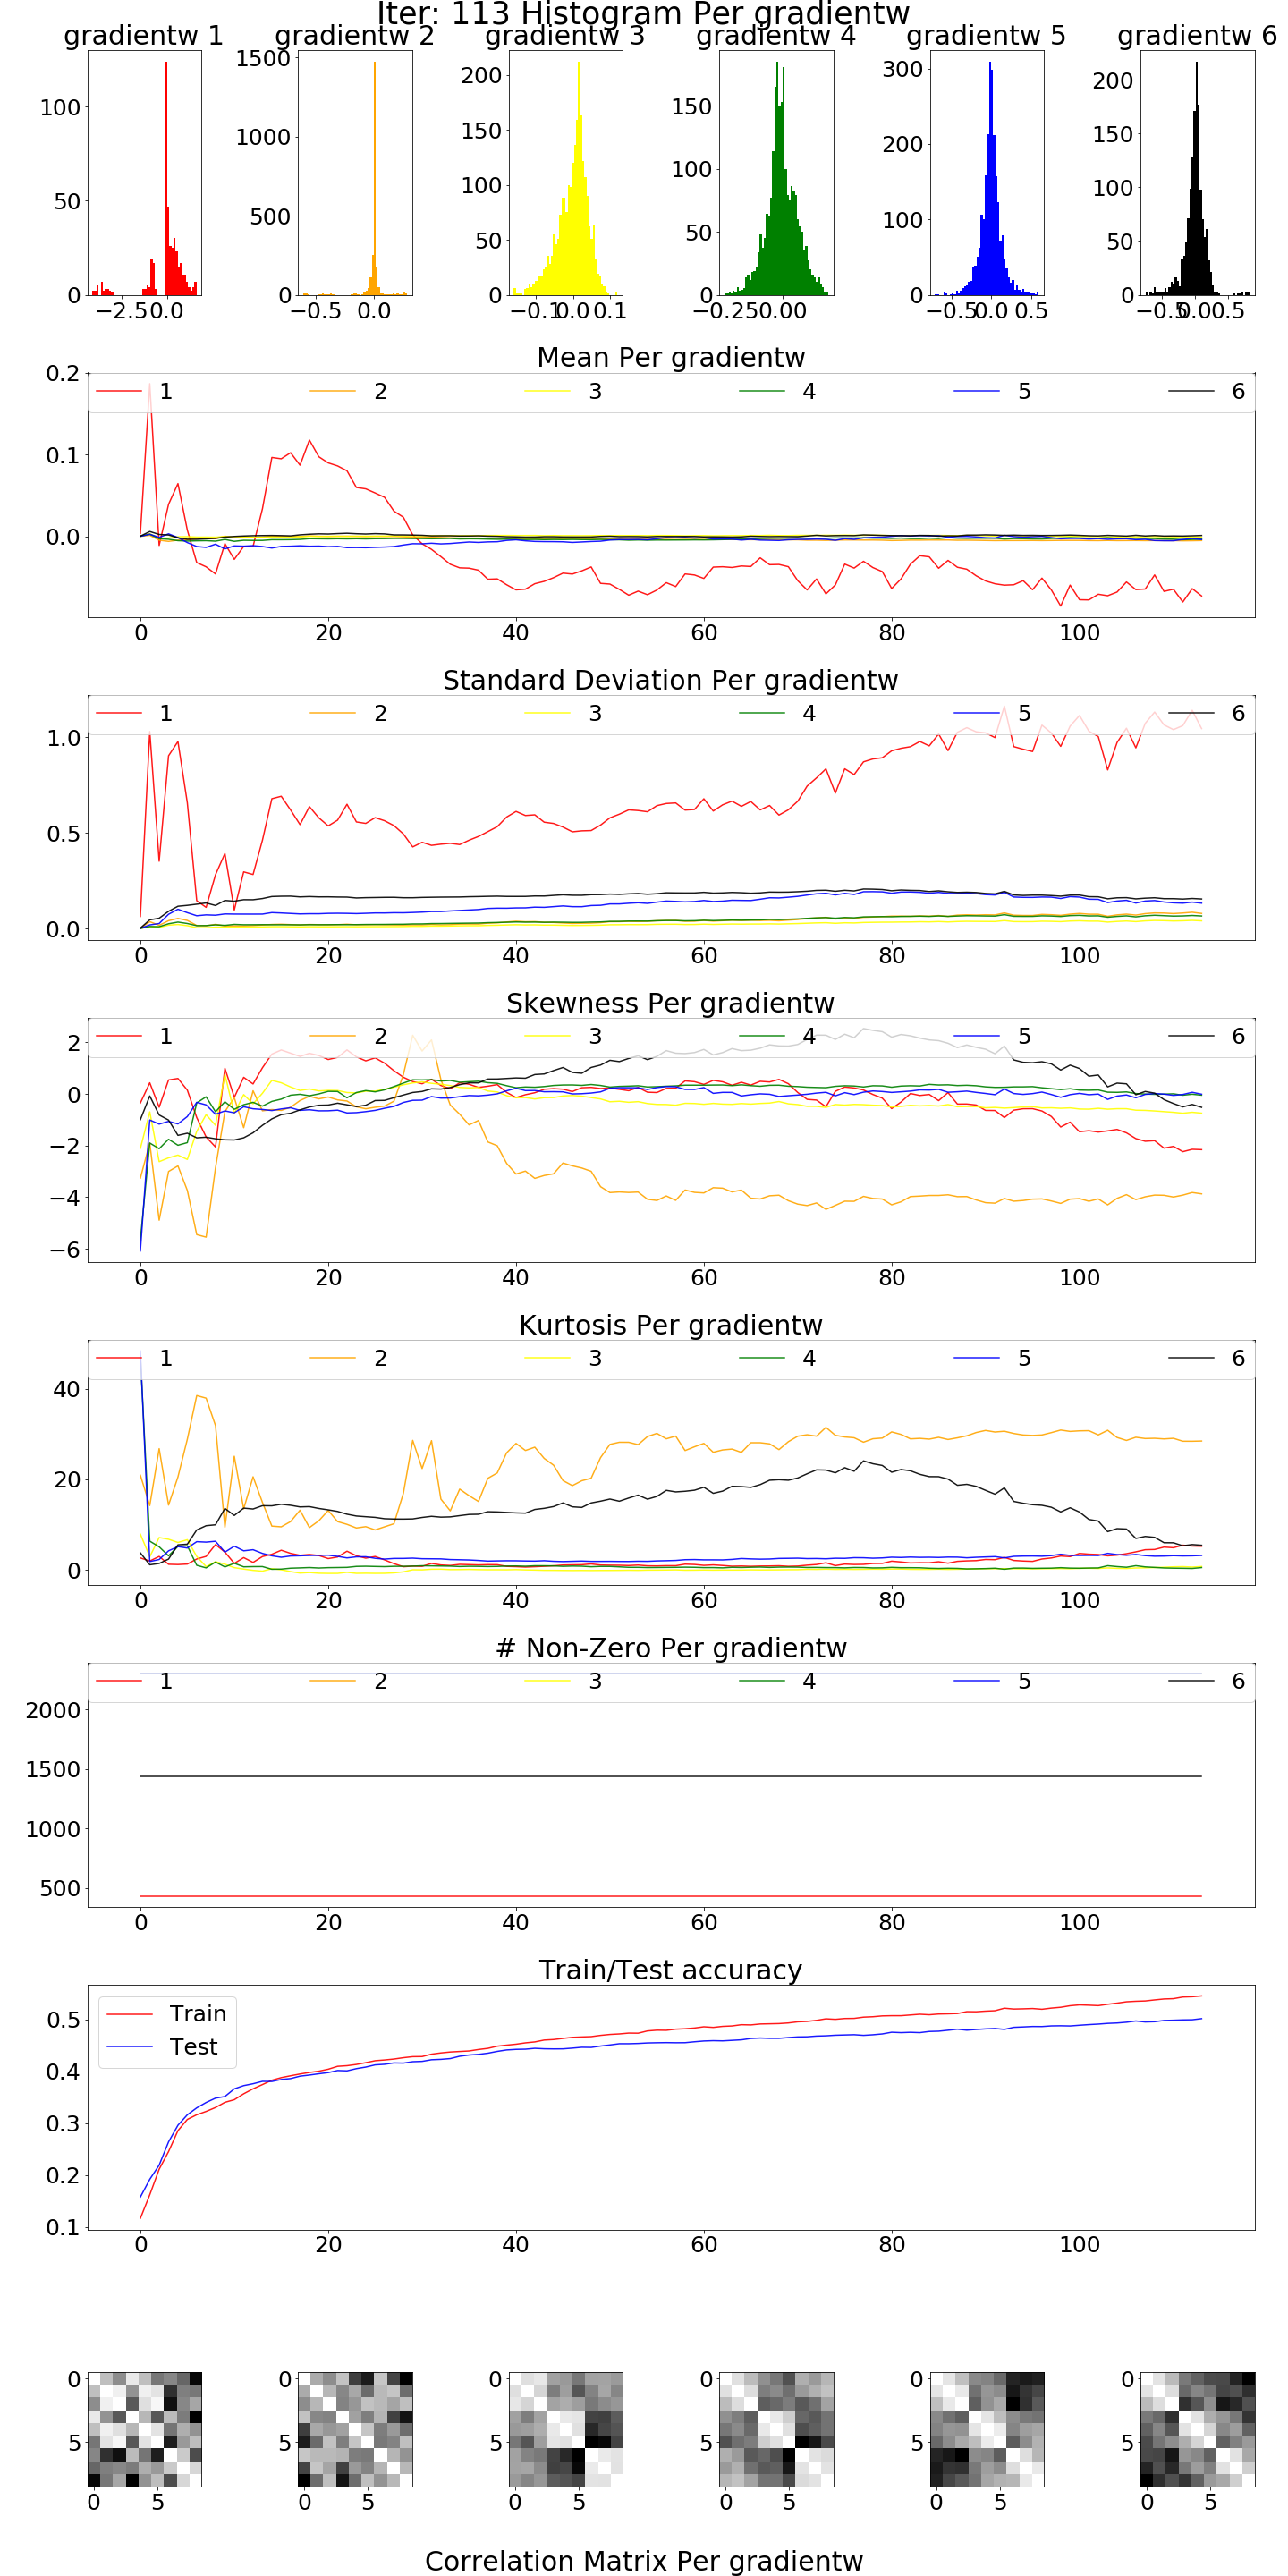 Iter: 113 Histogram Per gradientw
gradientw 1 gradientw 2 gradientw 3 gradientw 4 gradientw 5 gradientw 6
100 50 0
1500 1000 500 0
200 150 100 50 0
150 100 50 0
300 200 100 0
200 150 100 50 0
−2.5 0.0 −0.5 0.0 −0.1 0.0 0.1 −0.25 0.00 −0.5 0.0 0.5 −0.5 0.0 0.5
Mean Per gradientw
1 2 3 4 5 6
0.2
0.1
0.0
0 20 40 60 80 100
Standard Deviation Per gradientw
1 2 3 4 5 6
1.0
0.5
0.0
0 20 40 60 80 100
Skewness Per gradientw
1 2 3 4 5 6
2
0
−2
−4
−6
0 20 40 60 80 100
Kurtosis Per gradientw
1 2 3 4 5 6
40
20
0
0 20 40 60 80 100
# Non-Zero Per gradientw
1 2 3 4 5 6
2000
1500
1000
500
0 20 40 60 80 100
Train/Test accuracy
Train
Test
0.5
0.4
0.3
0.2
0.1
0 20 40 60 80 100
0 0 0 0 0 0
5 5 5 5 5 5
0 5 0 5 0 5 0 5 0 5 0 5
Correlation Matrix Per gradientw